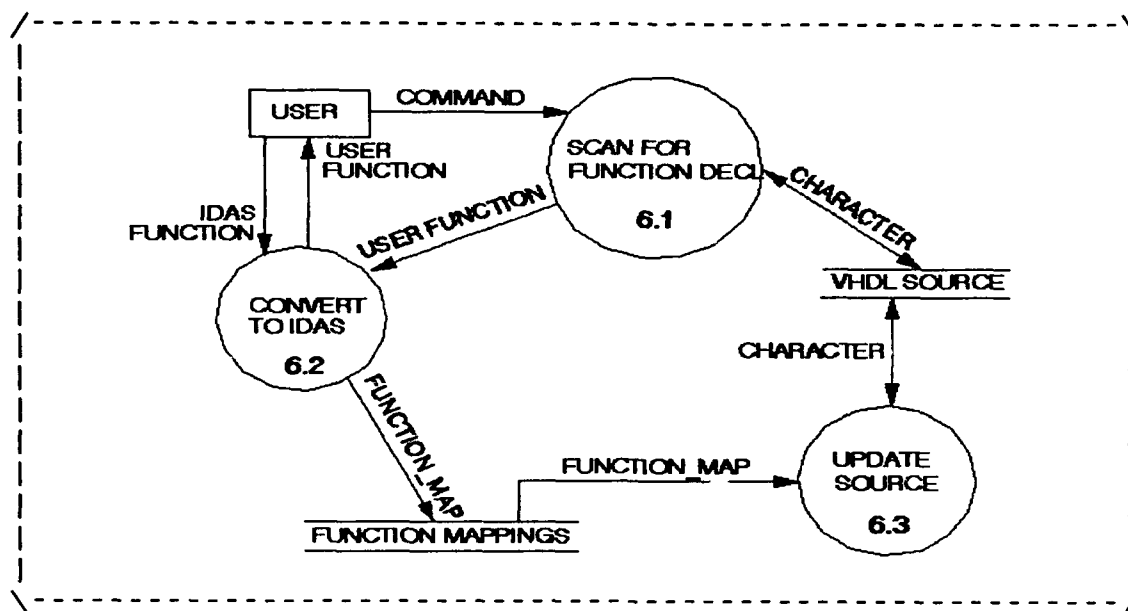 COMMAND
USER
USER
FUNCTION
IDAS
FUNCTION
SCAN FOR
FUNCTION DECL
6.1
CHARACTER
USER FUNCTION
VHDL SOURCE
CONVERT
TO IDAS
6.2
CHARACTER
FUNCTION_MAP
FUNCTION_MAP
UPDATE
SOURCE
6.3
FUNCTION MAPPINGS